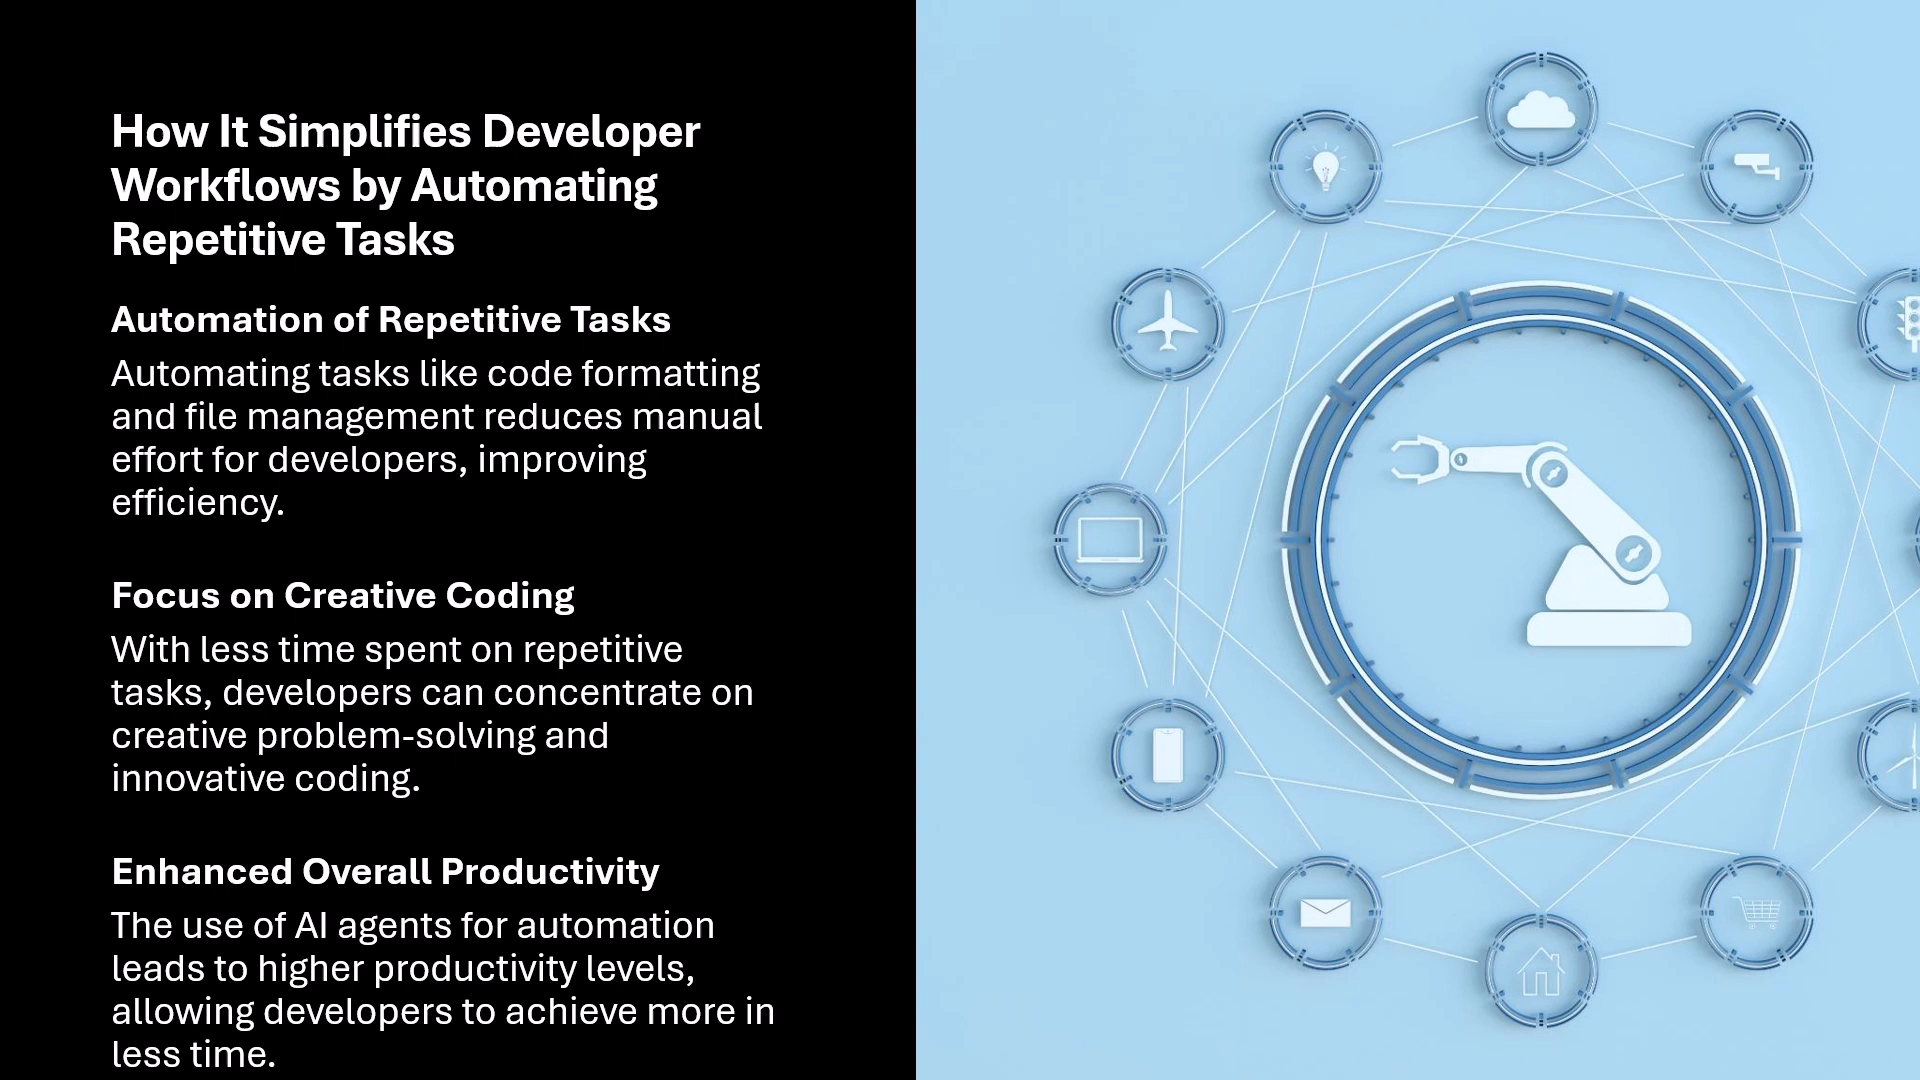 How It Simplifies Developer
Workflows by Automating
Repetitive Tasks
Automation of Repetitive Tasks
Automating tasks like code formatting
and file management reduces manual
effort for developers, improving
efficiency.
Focus on Creative Coding
With less time spent on repetitive
tasks, developers can concentrate on
creative problem-solving and
innovative coding.
Enhanced Overall Productivity
The use of AI agents for automation
leads to higher productivity levels,
allowing developers to achieve more in
less time.